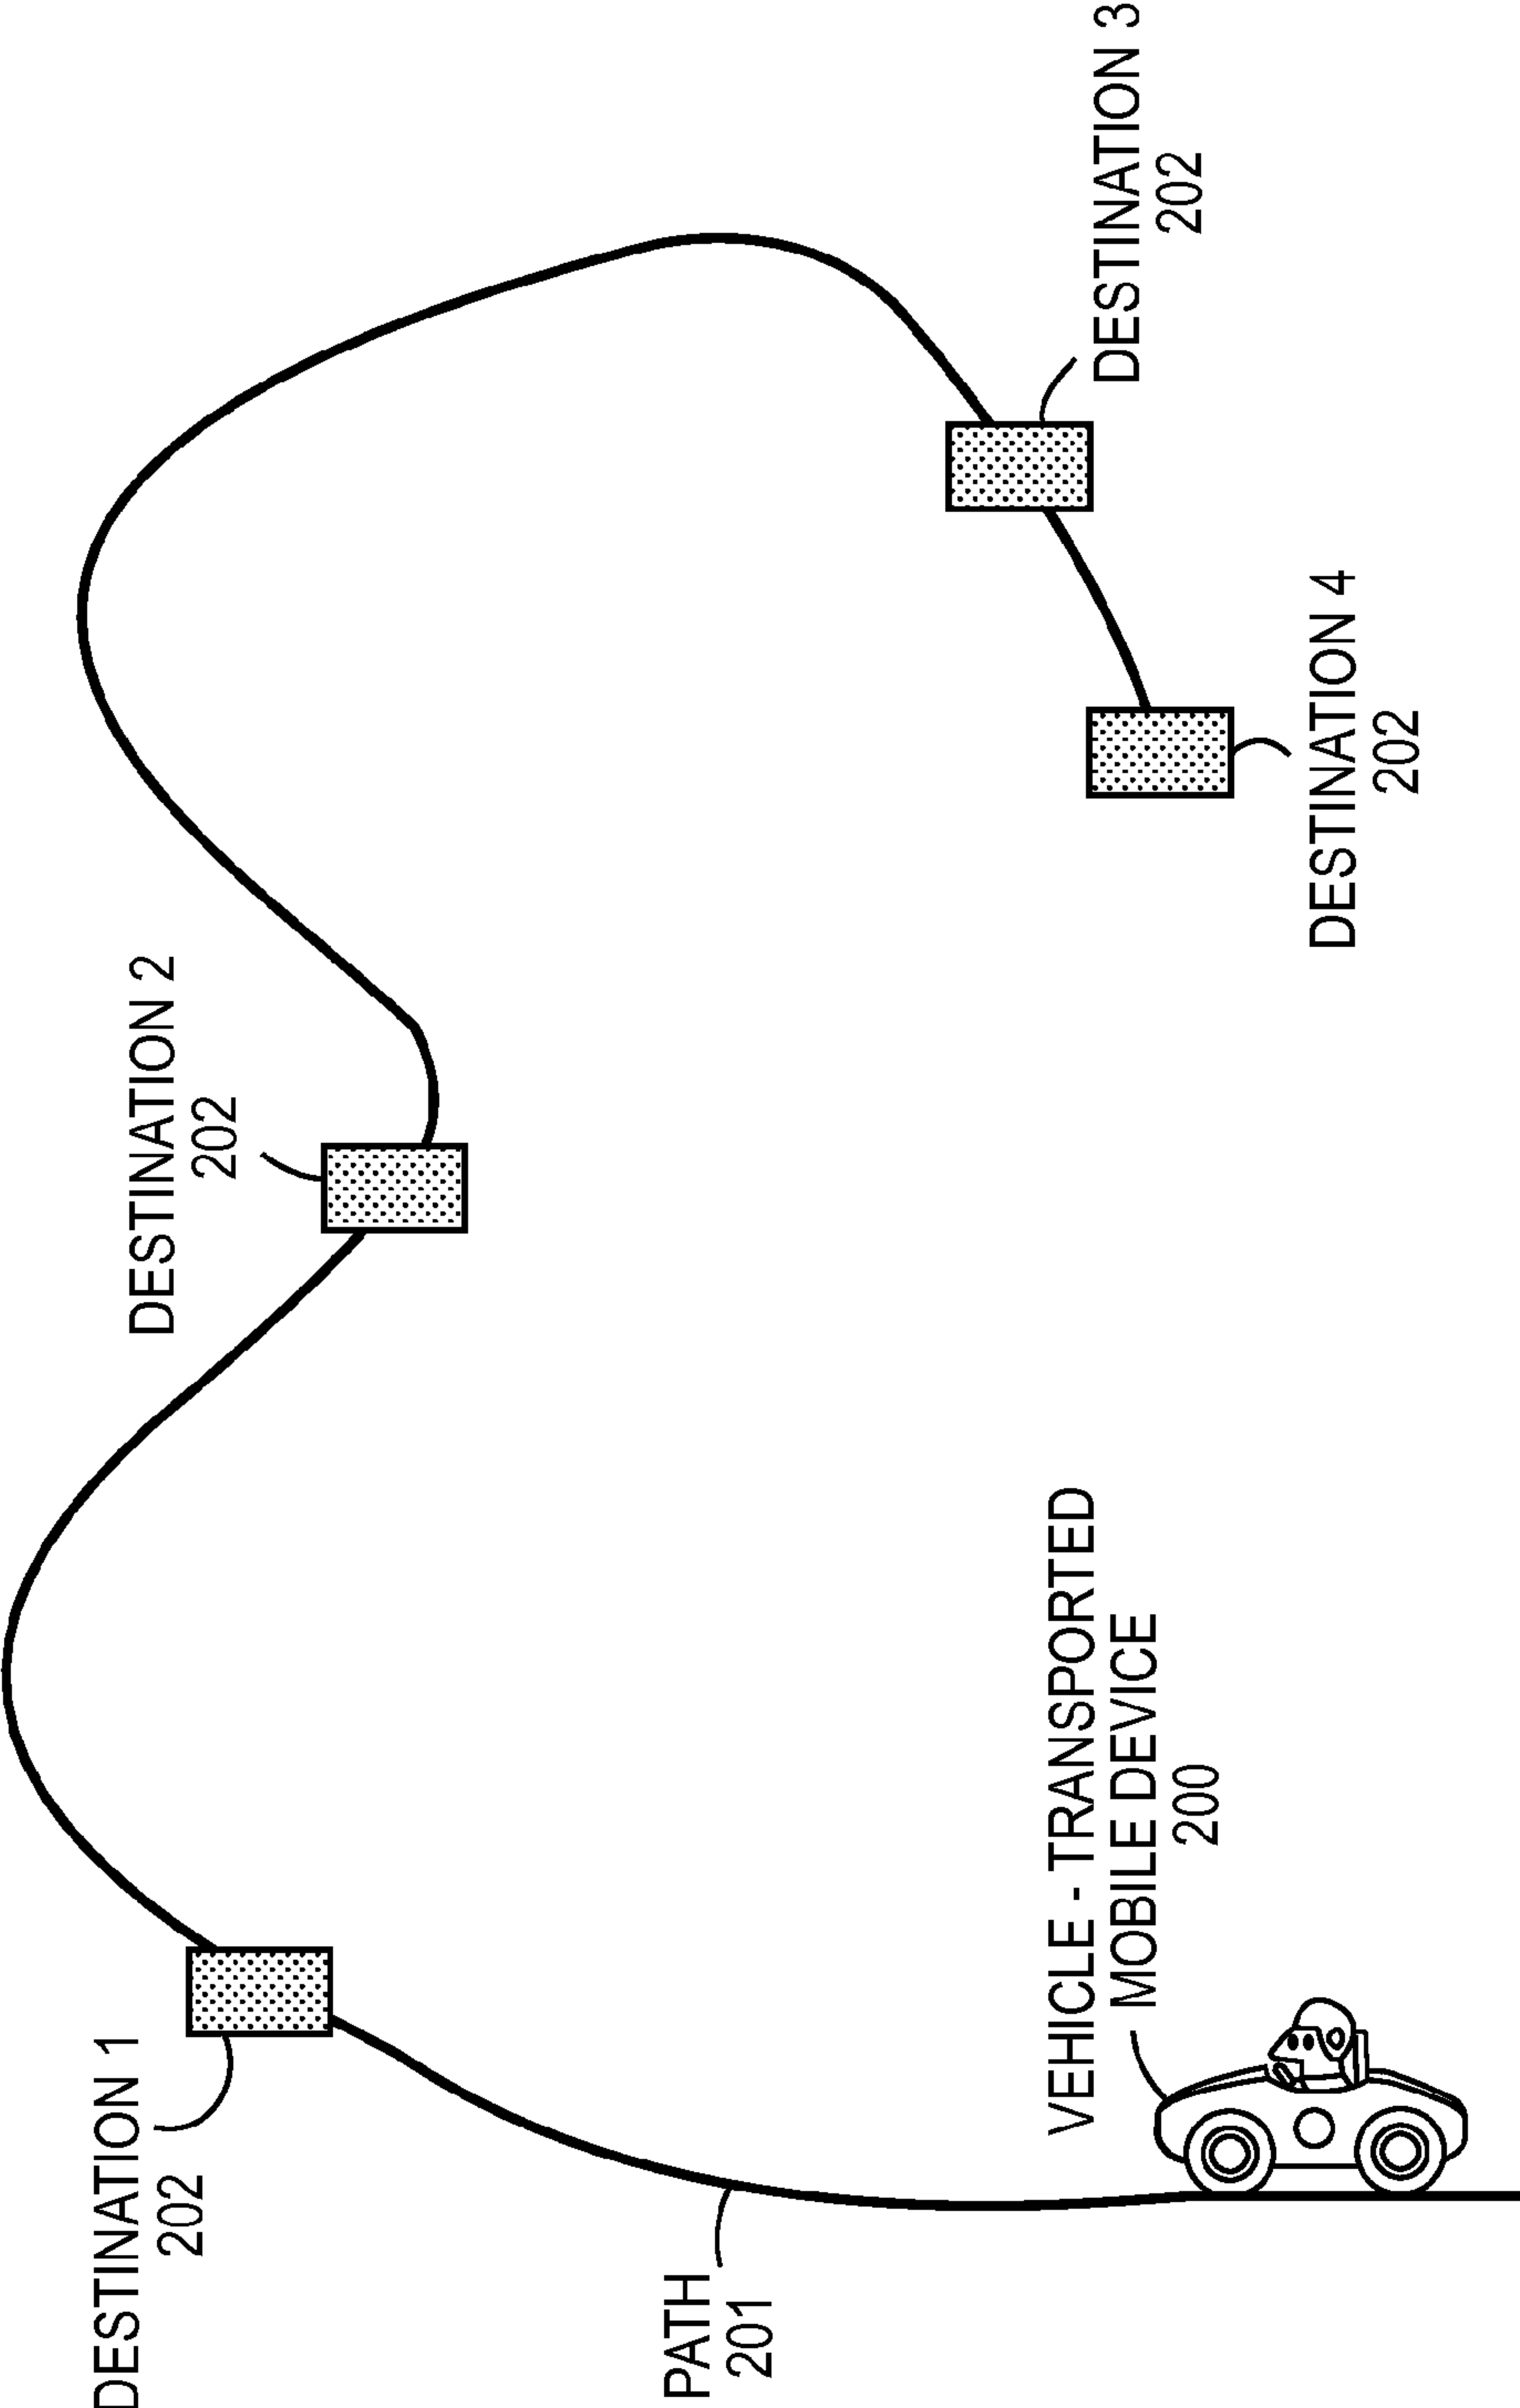 DESTINATION 1
202
PATH
201
VEHICLE - TRANSPORTED
MOBILE DEVICE
200
DESTINATION 2
202
DESTINATION 4
202
DESTINATION 3
202